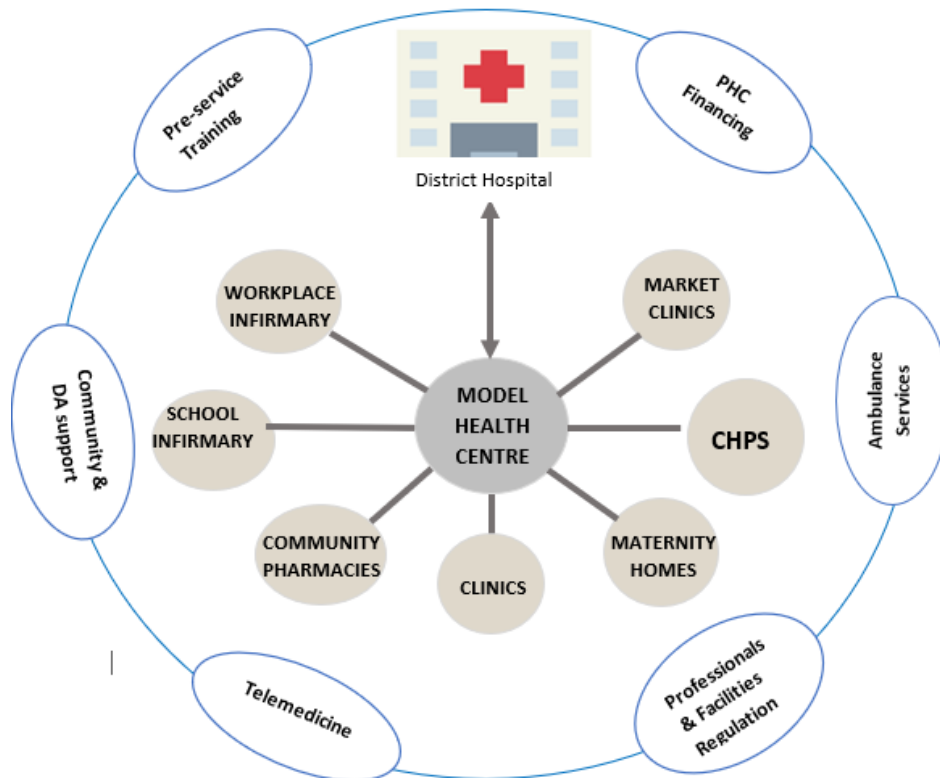 Pre-service
Training
PHC
Financing
District Hospital
WORKPLACE
INFIRMARY
MARKET
CLINICS
Community &
DA support
SCHOOL
INFIRMARY
MODEL
HEALTH
CENTRE
CHPS
Ambulance
Services
COMMUNITY
PHARMACIES
CLINICS
MATERNITY
HOMES
Telemedicine
Professionals
& Facilities
Regulation